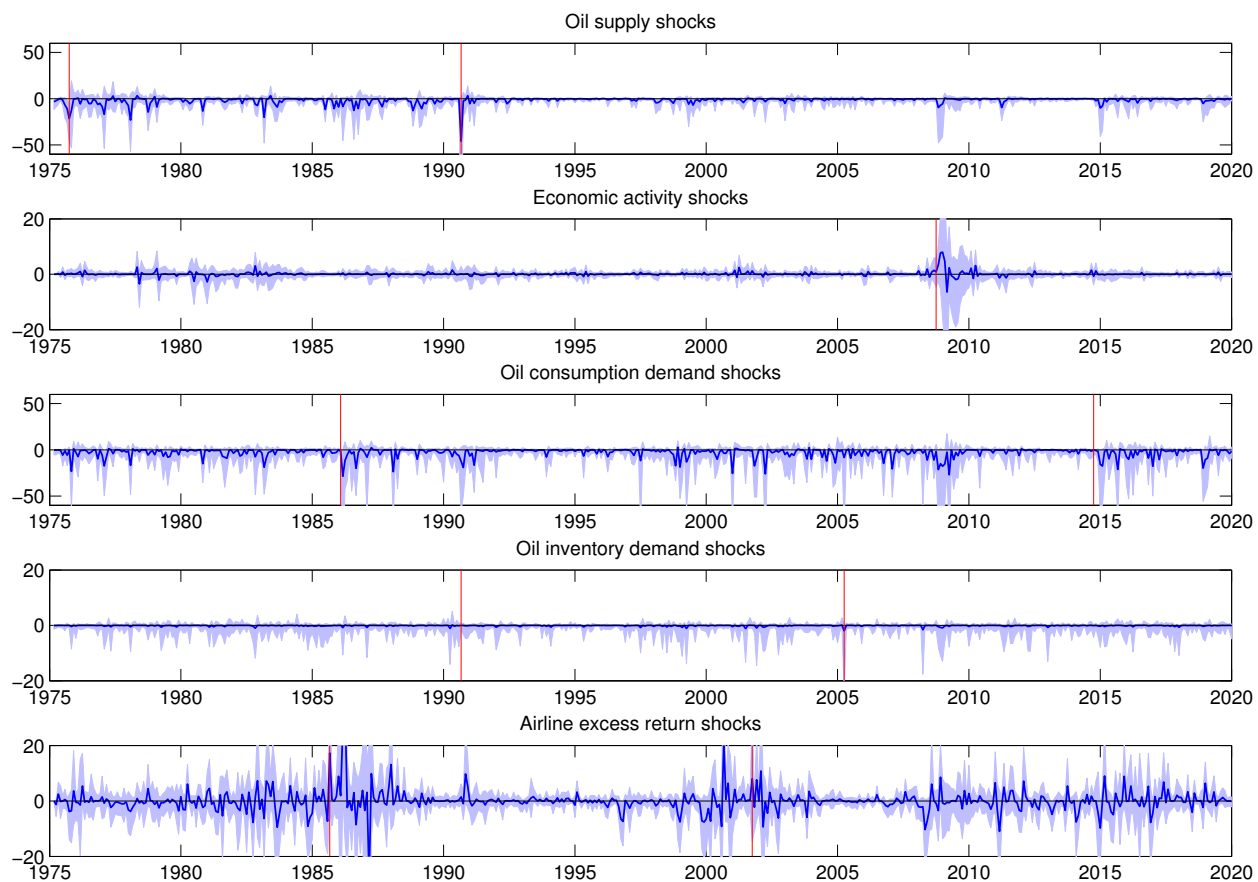 Oil supply shocks
50
0
−50
1975 1980 1985 1990 1995 2000 2005 2010 2015 2020
Economic activity shocks
20
0
−20
1975 1980 1985 1990 1995 2000 2005 2010 2015 2020
Oil consumption demand shocks
50
0
−50
1975 1980 1985 1990 1995 2000 2005 2010 2015 2020
Oil inventory demand shocks
20
0
−20
1975 1980 1985 1990 1995 2000 2005 2010 2015 2020
Airline excess return shocks
20
0
−20
1975 1980 1985 1990 1995 2000 2005 2010 2015 2020